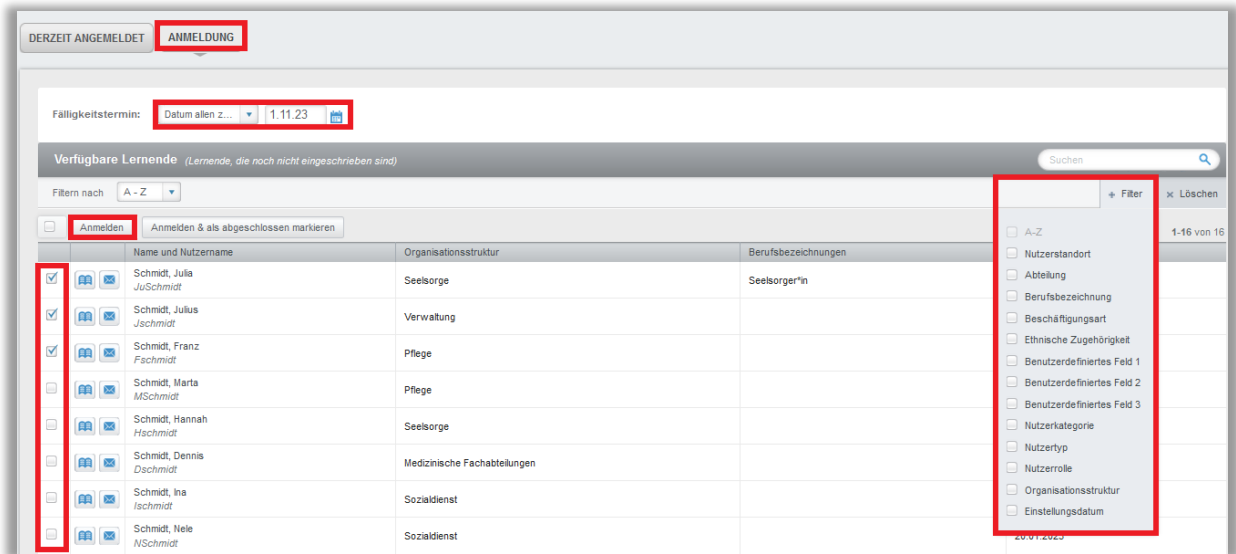 DERZEIT ANGEMELDET ANMELDUNG
Fälligkeitstermin: Datum allen z... 1.11.23
Verfügbare Lernende (Lernende, die noch nicht eingeschrieben sind) Suchen
Filtern nach A - Z + Filter × Löschen
Anmelden Anmelden & als abgeschlossen markieren 1-16 von 16
Name und Nutzername Organisationsstruktur Berufsbezeichnungen
Schmidt, Julia
JuSchmidt
Seelsorge Seelsorger*in
Schmidt, Julius
Jschmidt
Verwaltung
Schmidt, Franz
Fschmidt
Pflege
Schmidt, Marta
MSchmidt
Pflege
Schmidt, Hannah
Hschmidt
Seelsorge
Schmidt, Dennis
Dschmidt
Medizinische Fachabteilungen
Schmidt, Ina
Ischmidt
Sozialdienst
Schmidt, Nele
NSchmidt
Sozialdienst
A-Z
Nutzerstandort
Abteilung
Berufsbezeichnung
Beschäftigungsart
Ethnische Zugehörigkeit
Benutzerdefiniertes Feld 1
Benutzerdefiniertes Feld 2
Benutzerdefiniertes Feld 3
Nutzerkategorie
Nutzertyp
Nutzerrolle
Organisationsstruktur
Einstellungsdatum